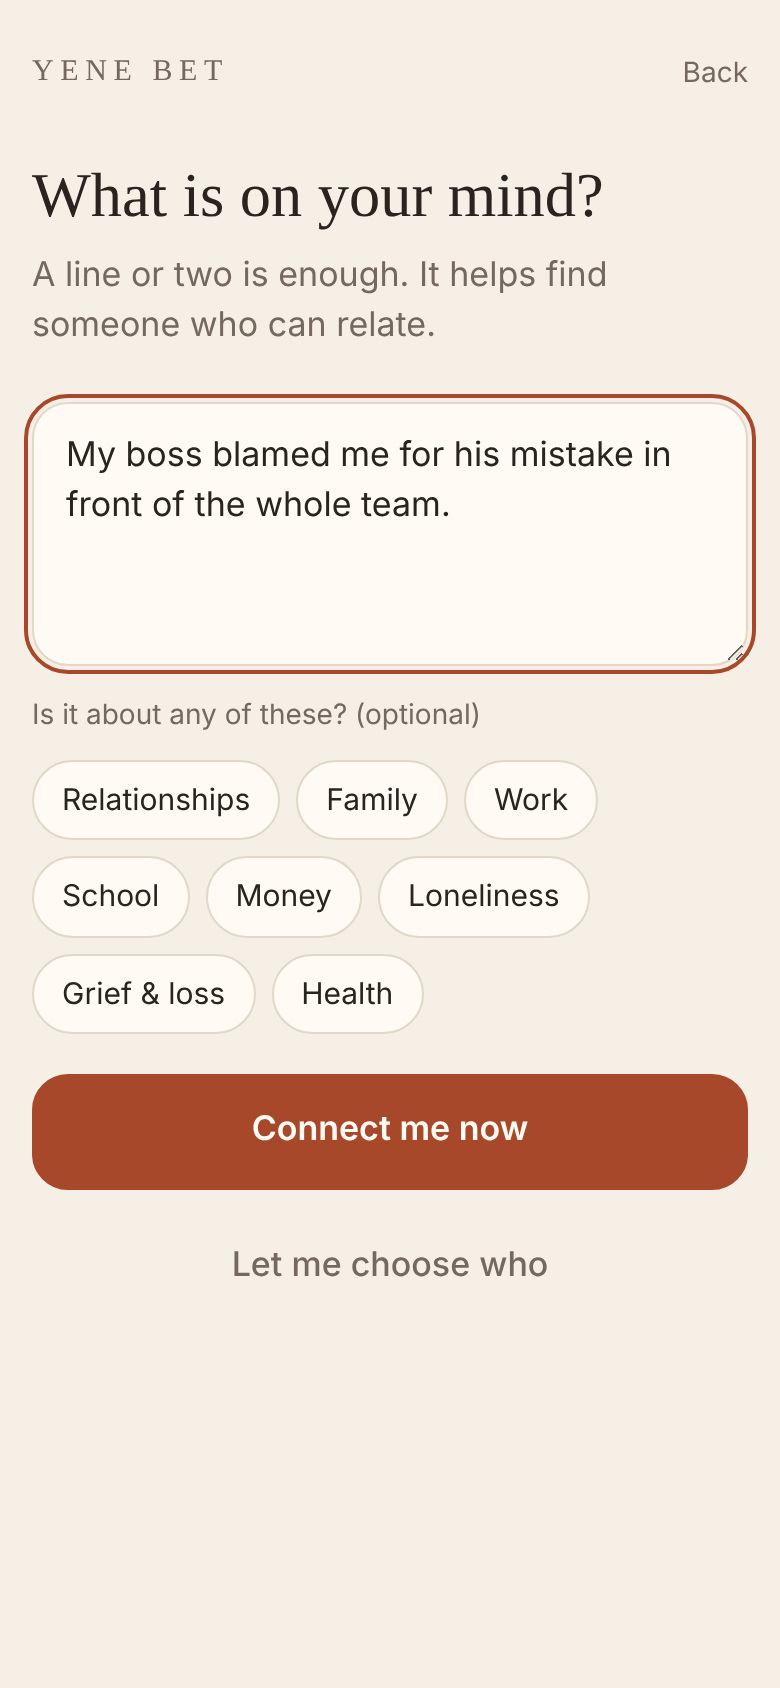 YENE BET
Back
What is on your mind?
A line or two is enough. It helps find
someone who can relate.
My boss blamed me for his mistake in
front of the whole team.
Is it about any of these? (optional)
Relationships
Family
Work
School
Money
Loneliness
Grief & loss
Health
Connect me now
Let me choose who